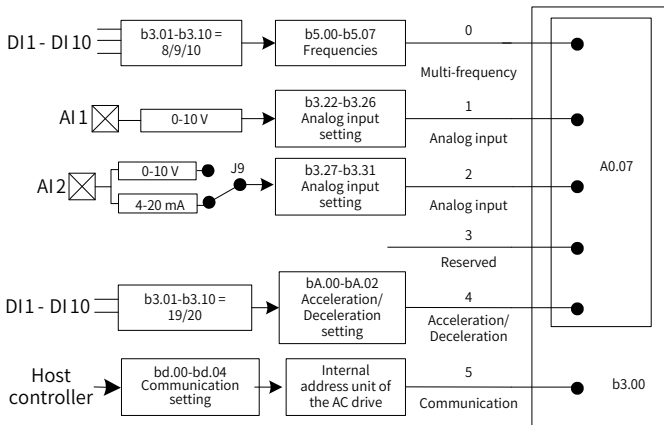 DI1 - DI10
b3.01-b3.10 =
8/9/10
b5.00-b5.07
Frequencies
0
Multi-frequency
AI1
0-10 V
b3.22-b3.26
Analog input
setting
1
Analog input
AI2
0-10 V
4-20 mA
J9
b3.27-b3.31
Analog input
setting
2
Analog input
A0.07
3
Reserved
DI1 - DI10
b3.01-b3.10 =
19/20
bA.00-bA.02
Acceleration/
Deceleration
setting
4
Acceleration/
Deceleration
Host
controller
bd.00-bd.04
Communication
setting
Internal
address unit of
the AC drive
5
Communication
b3.00